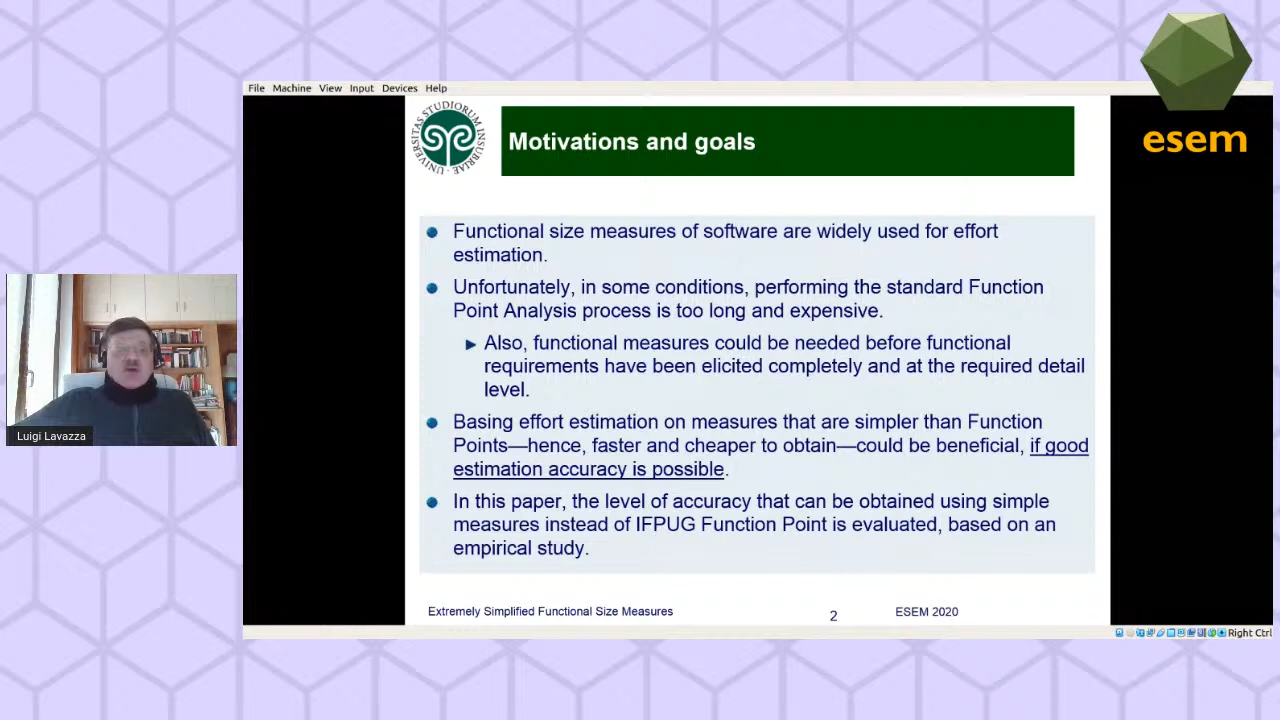 esem
File Machine View Input Devices Help
UNIVERSITAS STUDIORUM INSUBRIAE
Motivations and goals
Functional size measures of software are widely used for effort
estimation.
Unfortunately, in some conditions, performing the standard Function
Point Analysis process is too long and expensive.
Also, functional measures could be needed before functional
requirements have been elicited completely and at the required detail
level.
Basing effort estimation on measures that are simpler than Function
Points—hence, faster and cheaper to obtain—could be beneficial, if good
estimation accuracy is possible.
In this paper, the level of accuracy that can be obtained using simple
measures instead of IFPUG Function Point is evaluated, based on an
empirical study.
Luigi Lavazza
Extremely Simplified Functional Size Measures 2 ESEM 2020
Right Ctrl